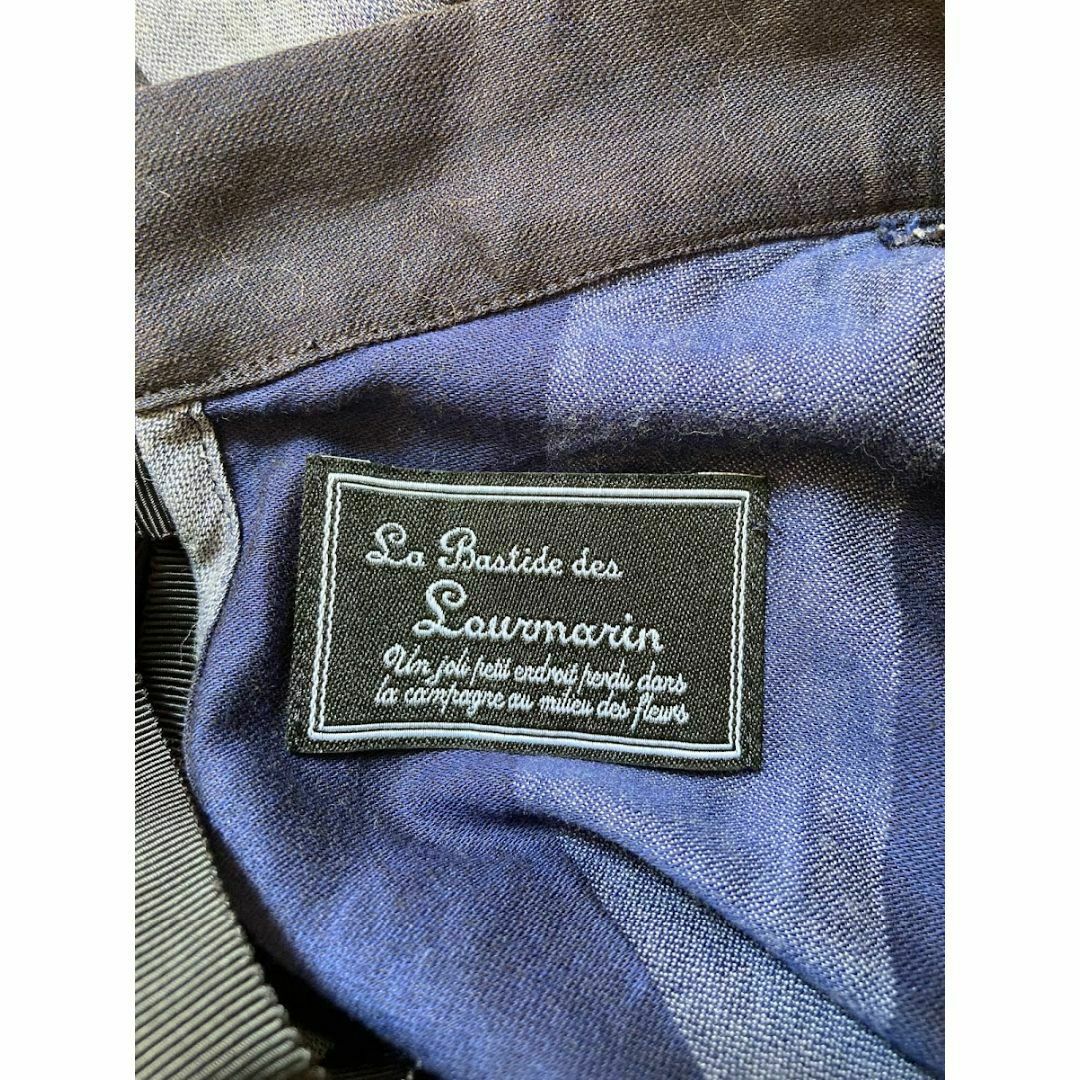 La Bastide des
Lourmarin
Un joli petit endroit perdu dans
la campagne au milieu des fleurs